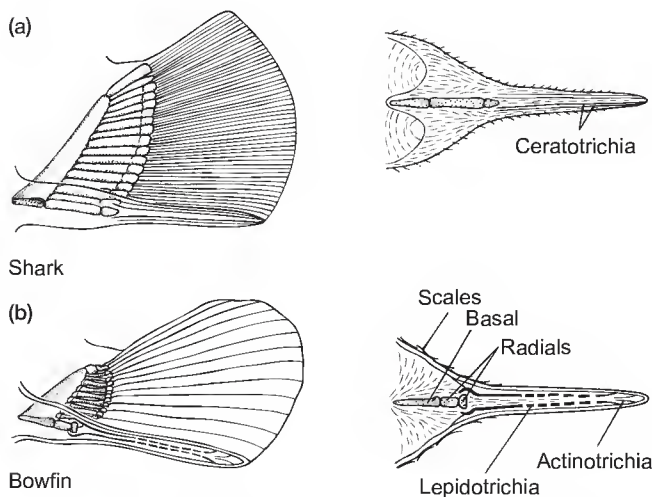 (a)
Ceratotrichia
Shark
(b)
Scales
Basal
Radials
Actinotrichia
Lepidotrichia
Bowfin